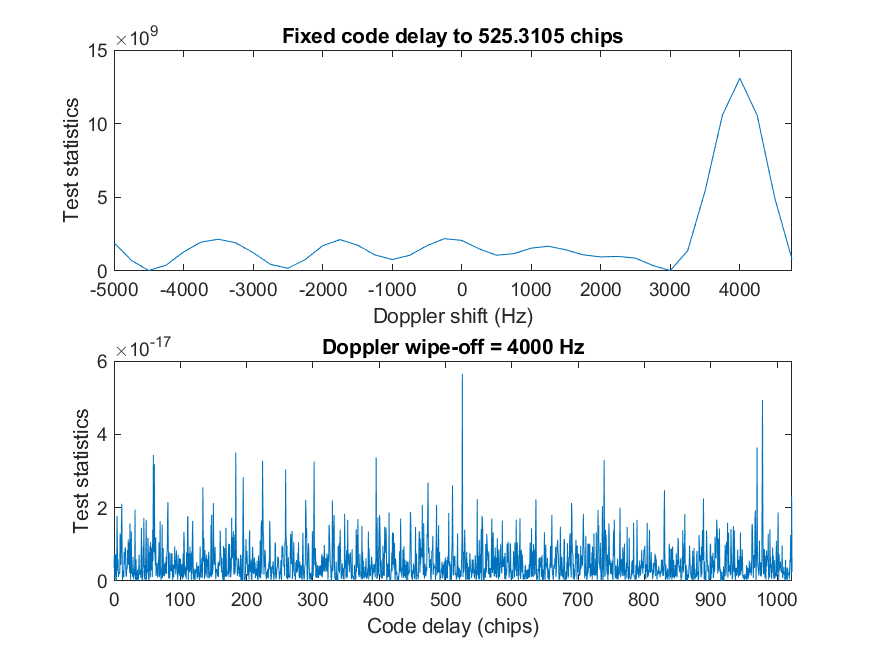 ×10^9
Fixed code delay to 525.3105 chips
15
10
5
0
Test statistics
-5000 -4000 -3000 -2000 -1000 0 1000 2000 3000 4000
Doppler shift (Hz)
×10^-17
Doppler wipe-off = 4000 Hz
6
4
2
0
Test statistics
0 100 200 300 400 500 600 700 800 900 1000
Code delay (chips)